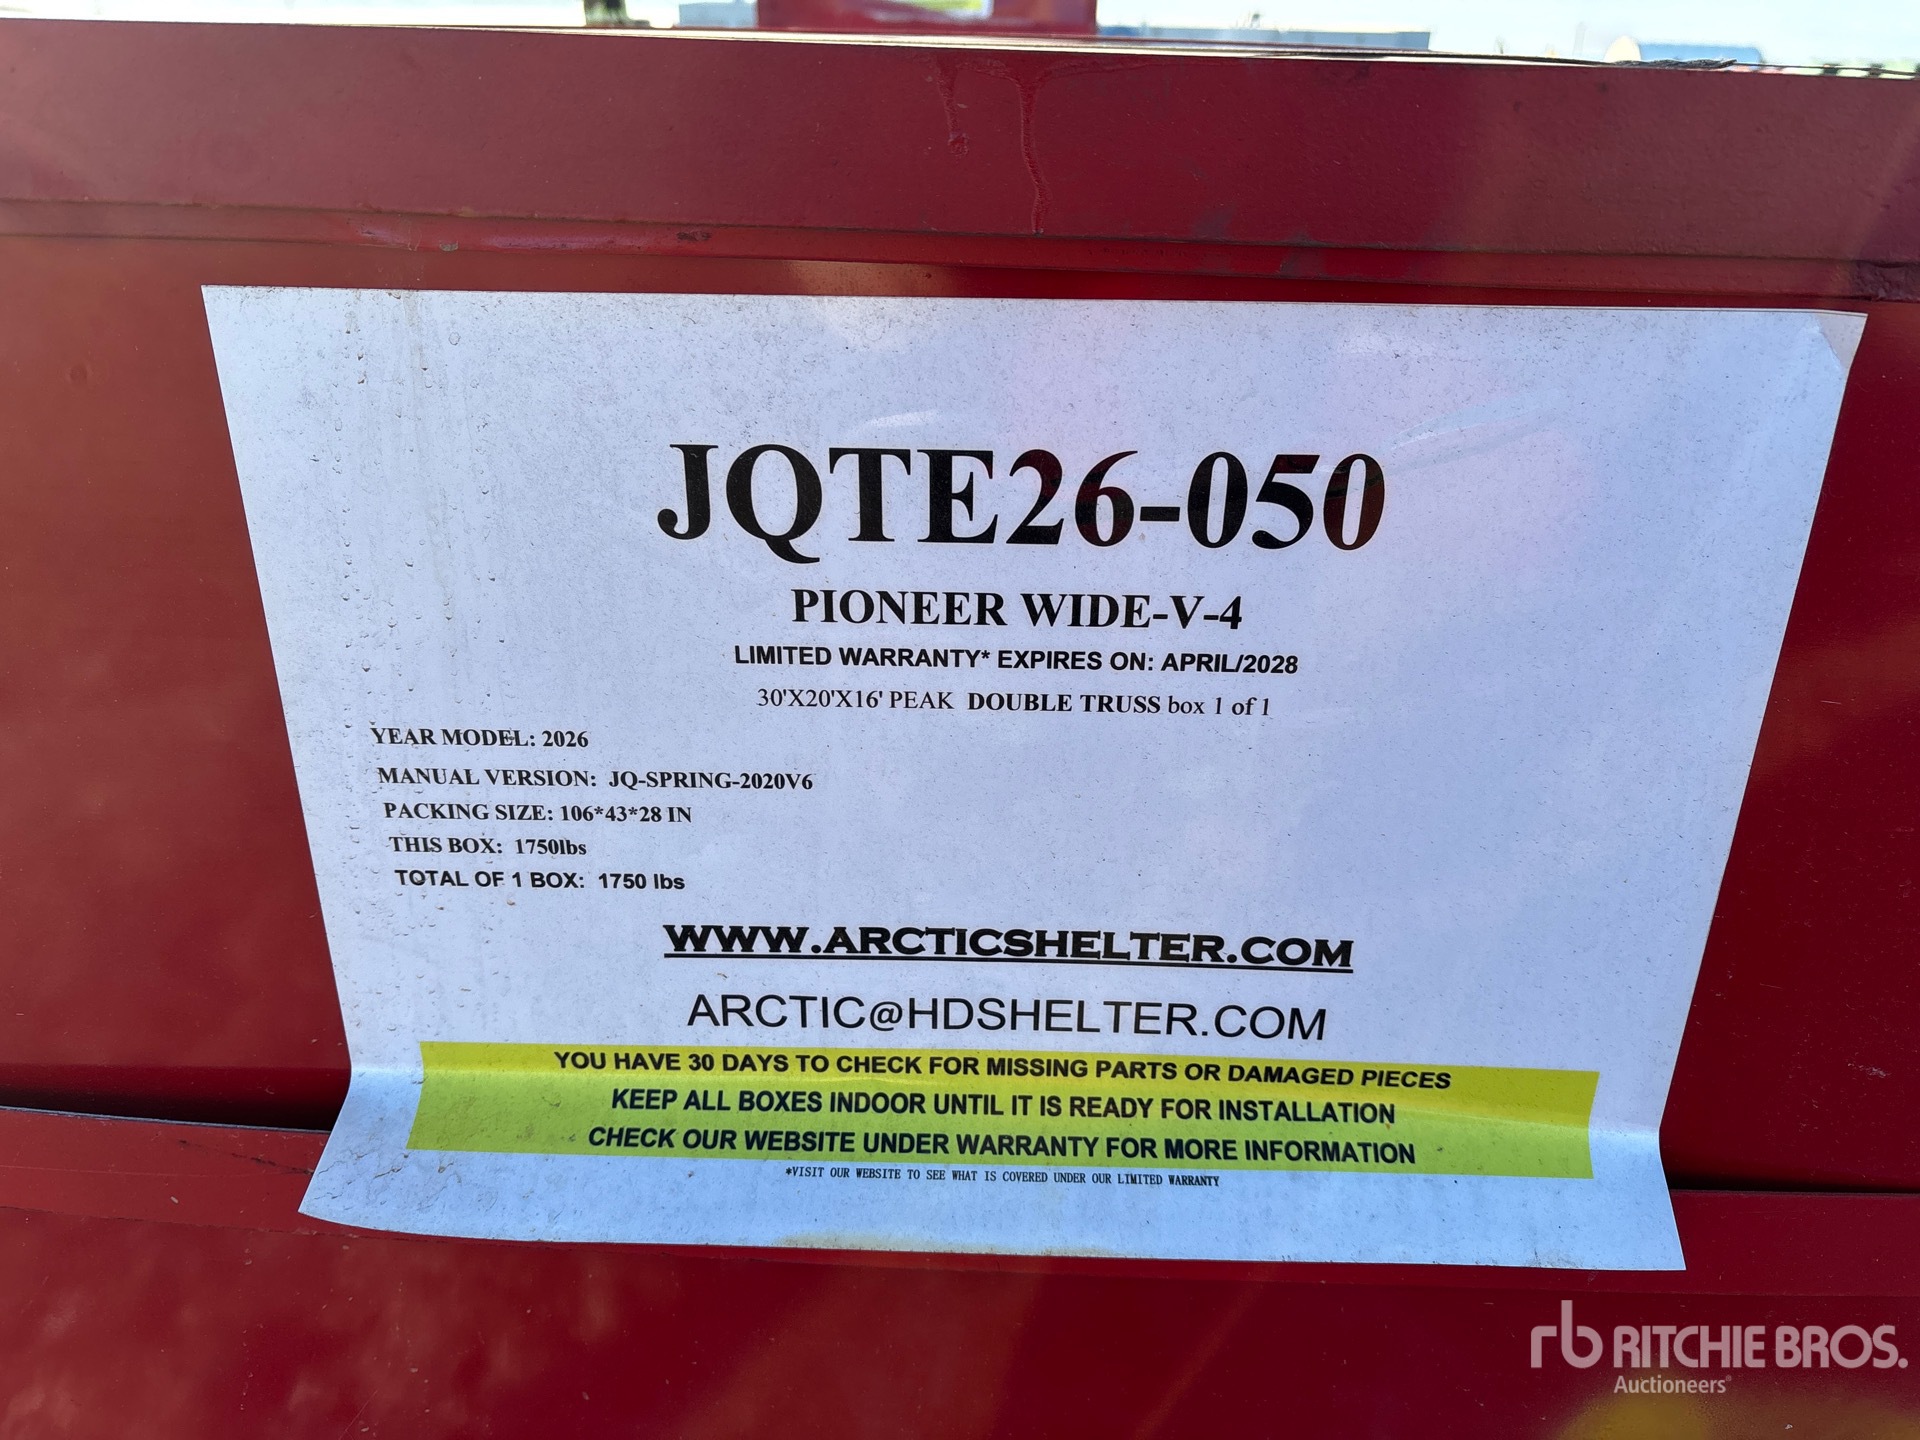 JQTE26-050
PIONEER WIDE-V-4
LIMITED WARRANTY* EXPIRES ON: APRIL/2028
30'X20'X16' PEAK DOUBLE TRUSS box 1 of 1
YEAR MODEL: 2026
MANUAL VERSION: JQ-SPRING-2020V6
PACKING SIZE: 106*43*28 IN
THIS BOX: 1750lbs
TOTAL OF 1 BOX: 1750 lbs
WWW.ARCTICSHELTER.COM
ARCTIC@HDSHELTER.COM
YOU HAVE 30 DAYS TO CHECK FOR MISSING PARTS OR DAMAGED PIECES
KEEP ALL BOXES INDOOR UNTIL IT IS READY FOR INSTALLATION
CHECK OUR WEBSITE UNDER WARRANTY FOR MORE INFORMATION
*VISIT OUR WEBSITE TO SEE WHAT IS COVERED UNDER OUR LIMITED WARRANTY
rb RITCHIE BROS.
Auctioneers